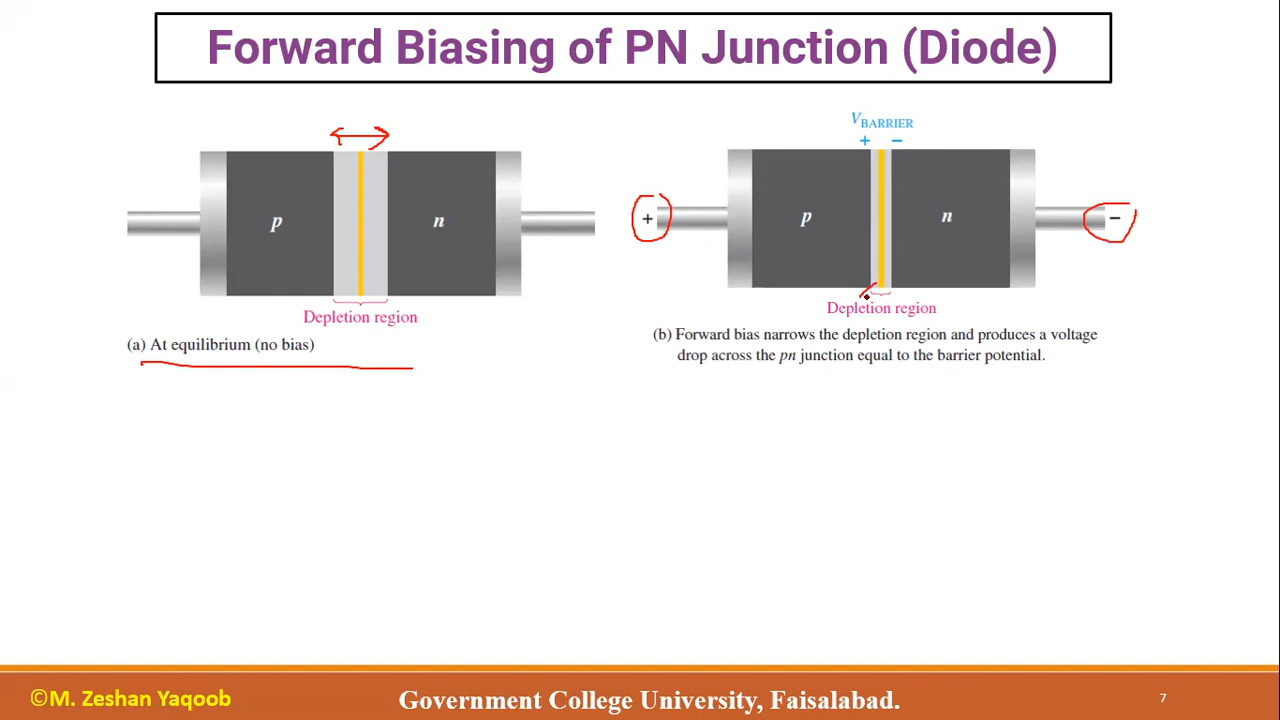 Forward Biasing of PN Junction (Diode)
p
n
Depletion region
(a) At equilibrium (no bias)
V BARRIER
+ −
+
p
n
−
Depletion region
(b) Forward bias narrows the depletion region and produces a voltage
drop across the pn junction equal to the barrier potential.
©M. Zeshan Yaqoob
Government College University, Faisalabad.
7